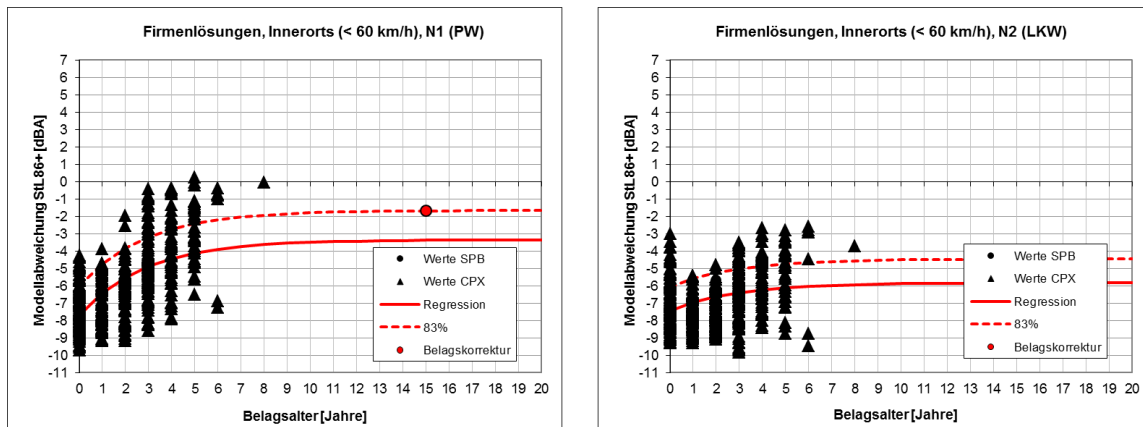 Firmenlösungen, Innerorts (< 60 km/h), N1 (PW)
Modellabweichung StL86+ [dBA]
7
6
5
4
3
2
1
0
-1
-2
-3
-4
-5
-6
-7
-8
-9
-10
-11
Werte SPB
Werte CPX
Regression
83%
Belagskorrektur
0 1 2 3 4 5 6 7 8 9 10 11 12 13 14 15 16 17 18 19 20
Belagsalter [Jahre]
Firmenlösungen, Innerorts (< 60 km/h), N2 (LKW)
Modellabweichung StL86+ [dBA]
7
6
5
4
3
2
1
0
-1
-2
-3
-4
-5
-6
-7
-8
-9
-10
-11
Werte SPB
Werte CPX
Regression
83%
Belagskorrektur
0 1 2 3 4 5 6 7 8 9 10 11 12 13 14 15 16 17 18 19 20
Belagsalter [Jahre]